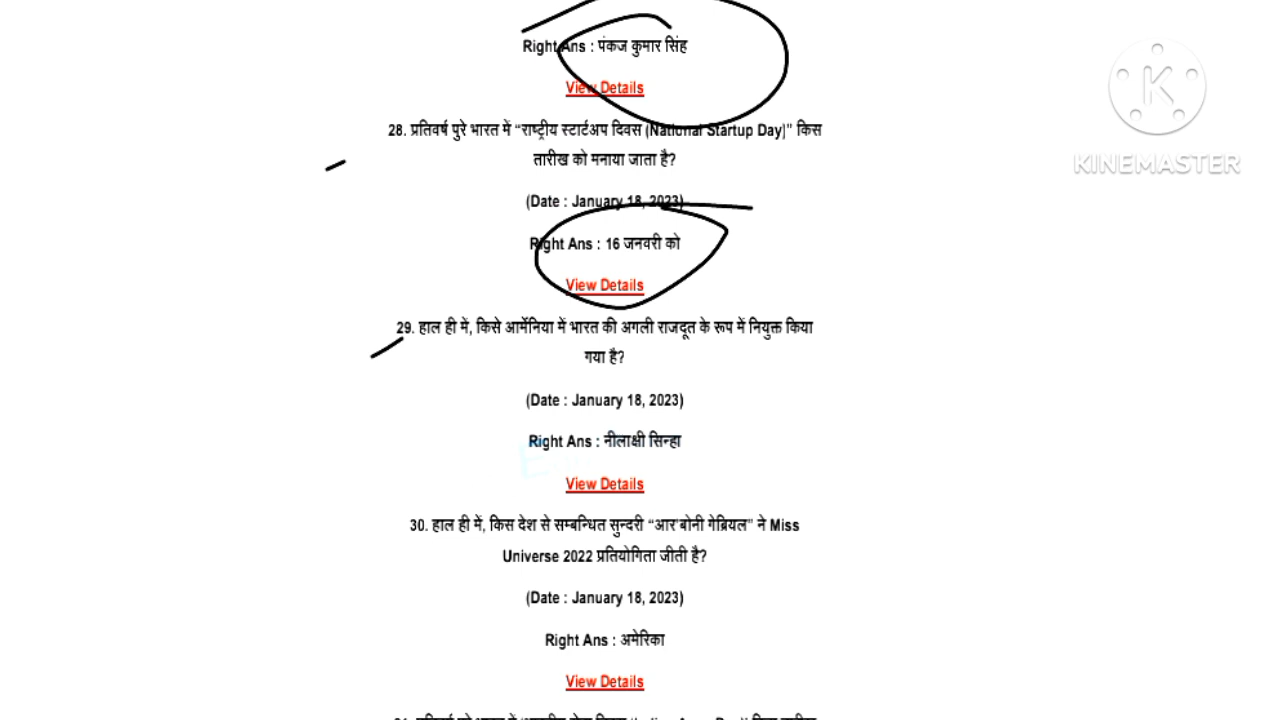 Right Ans : पंकज कुमार सिंह
View Details
28. प्रतिवर्ष पुरे भारत में “राष्ट्रीय स्टार्टअप दिवस (National Startup Day)” किस
तारीख को मनाया जाता है?
(Date : January 18, 2023)
Right Ans : 16 जनवरी को
View Details
29. हाल ही में, किसे आर्मेनिया में भारत की अगली राजदूत के रूप में नियुक्त किया
गया है?
(Date : January 18, 2023)
Right Ans : नीलाक्षी सिन्हा
View Details
30. हाल ही में, किस देश से सम्बन्धित सुन्दरी “आर'बोनी गेब्रियल” ने Miss
Universe 2022 प्रतियोगिता जीती है?
(Date : January 18, 2023)
Right Ans : अमेरिका
View Details
K
KINEMASTER